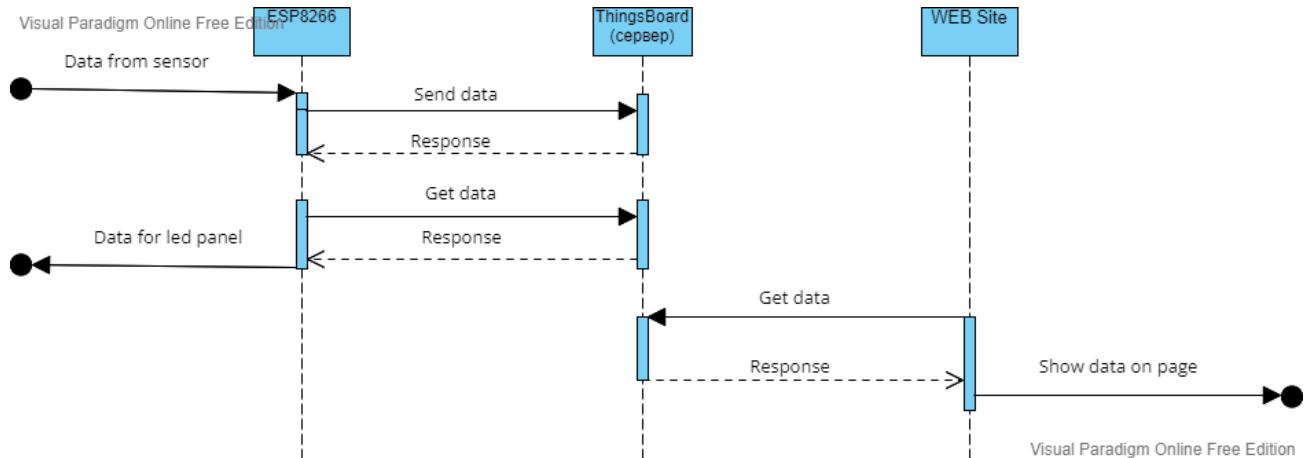 Visual Paradigm Online Free Edition
ESP8266
ThingsBoard
(сервер)
WEB Site
Data from sensor
Send data
Response
Get data
Data for led panel
Response
Get data
Response
Show data on page
Visual Paradigm Online Free Edition